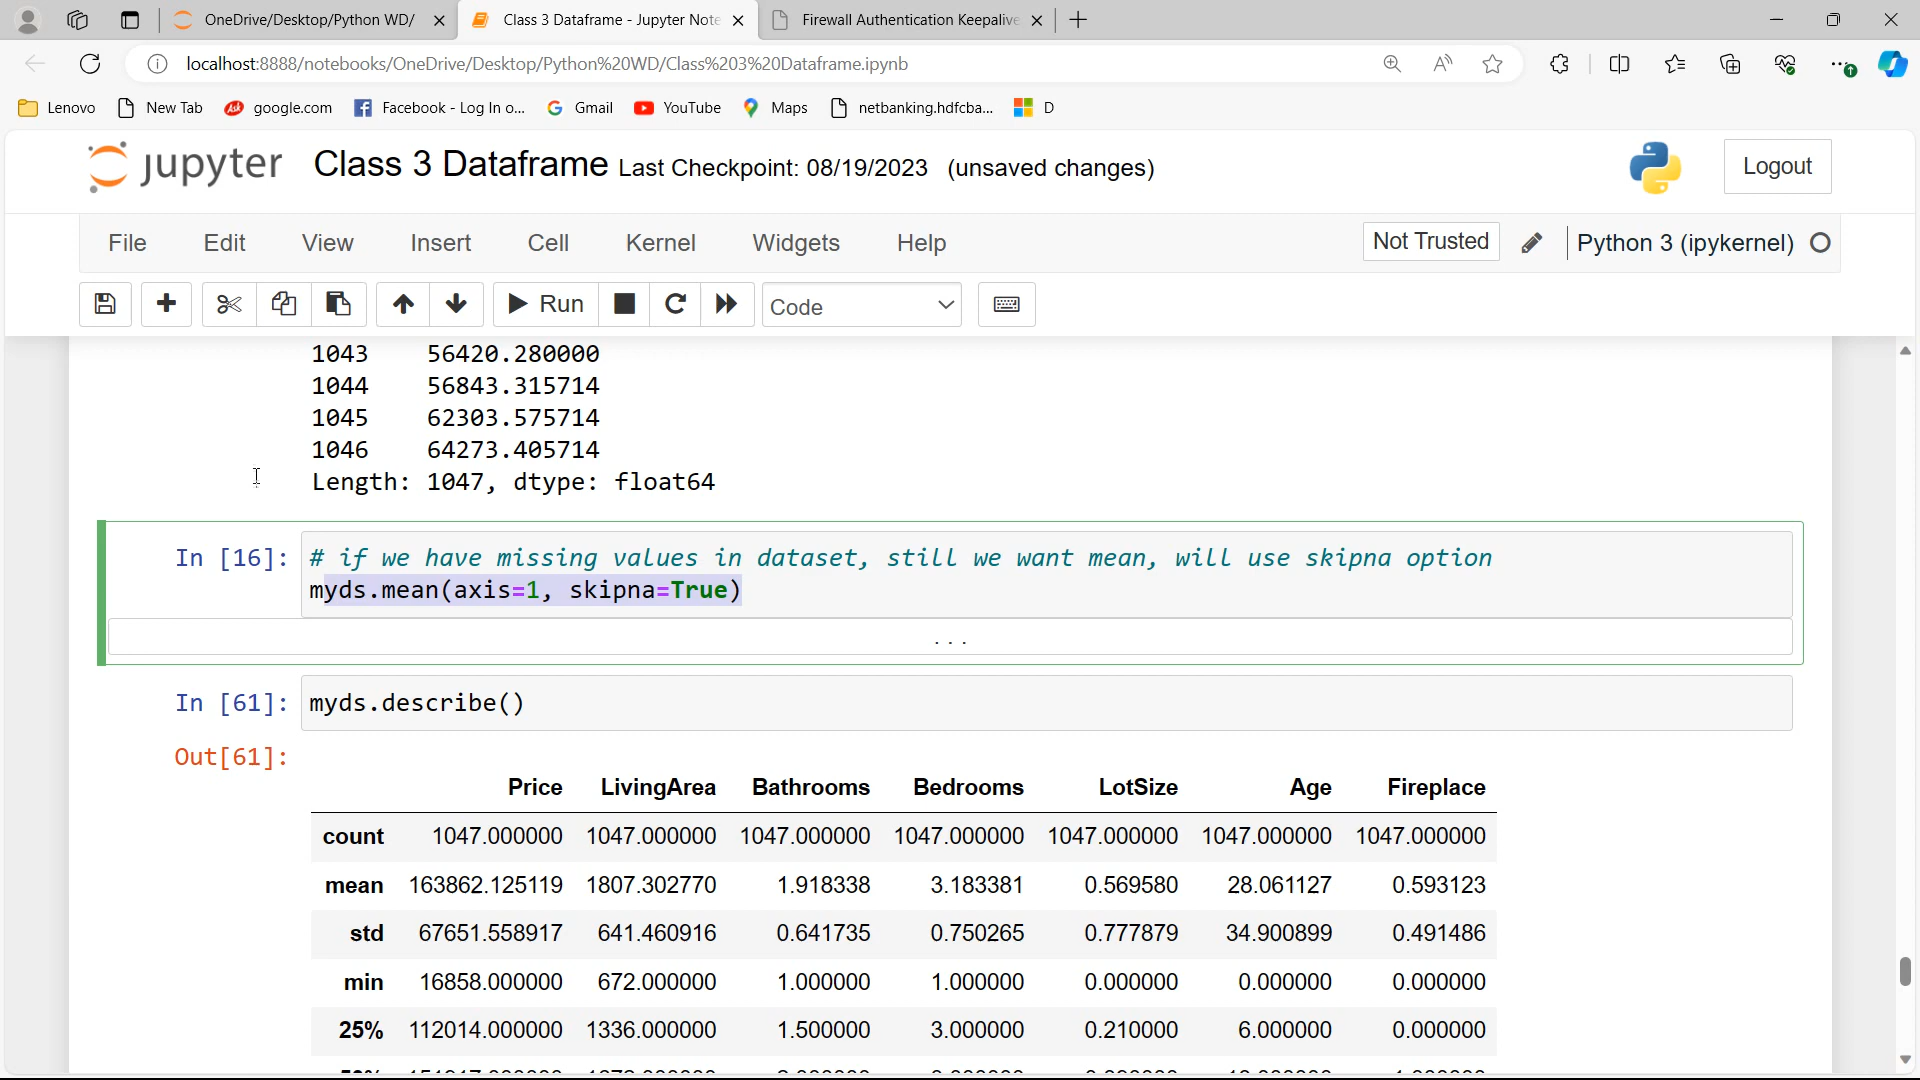 OneDrive/Desktop/Python WD/
Class 3 Dataframe - Jupyter Note
Firewall Authentication Keepalive
localhost:8888/notebooks/OneDrive/Desktop/Python%20WD/Class%203%20Dataframe.ipynb
Lenovo New Tab google.com Facebook - Log In o... Gmail YouTube Maps netbanking.hdfcba... D
jupyter Class 3 Dataframe Last Checkpoint: 08/19/2023 (unsaved changes) Logout
File Edit View Insert Cell Kernel Widgets Help Not Trusted Python 3 (ipykernel)
Run Code
1043 56420.280000
1044 56843.315714
1045 62303.575714
1046 64273.405714
Length: 1047, dtype: float64
In [16]: # if we have missing values in dataset, still we want mean, will use skipna option
myds.mean(axis=1, skipna=True)
...
In [61]: myds.describe()
Out[61]:
Price LivingArea Bathrooms Bedrooms LotSize Age Fireplace
count 1047.000000 1047.000000 1047.000000 1047.000000 1047.000000 1047.000000 1047.000000
mean 163862.125119 1807.302770 1.918338 3.183381 0.569580 28.061127 0.593123
std 67651.558917 641.460916 0.641735 0.750265 0.777879 34.900899 0.491486
min 16858.000000 672.000000 1.000000 1.000000 0.000000 0.000000 0.000000
25% 112014.000000 1336.000000 1.500000 3.000000 0.210000 6.000000 0.000000